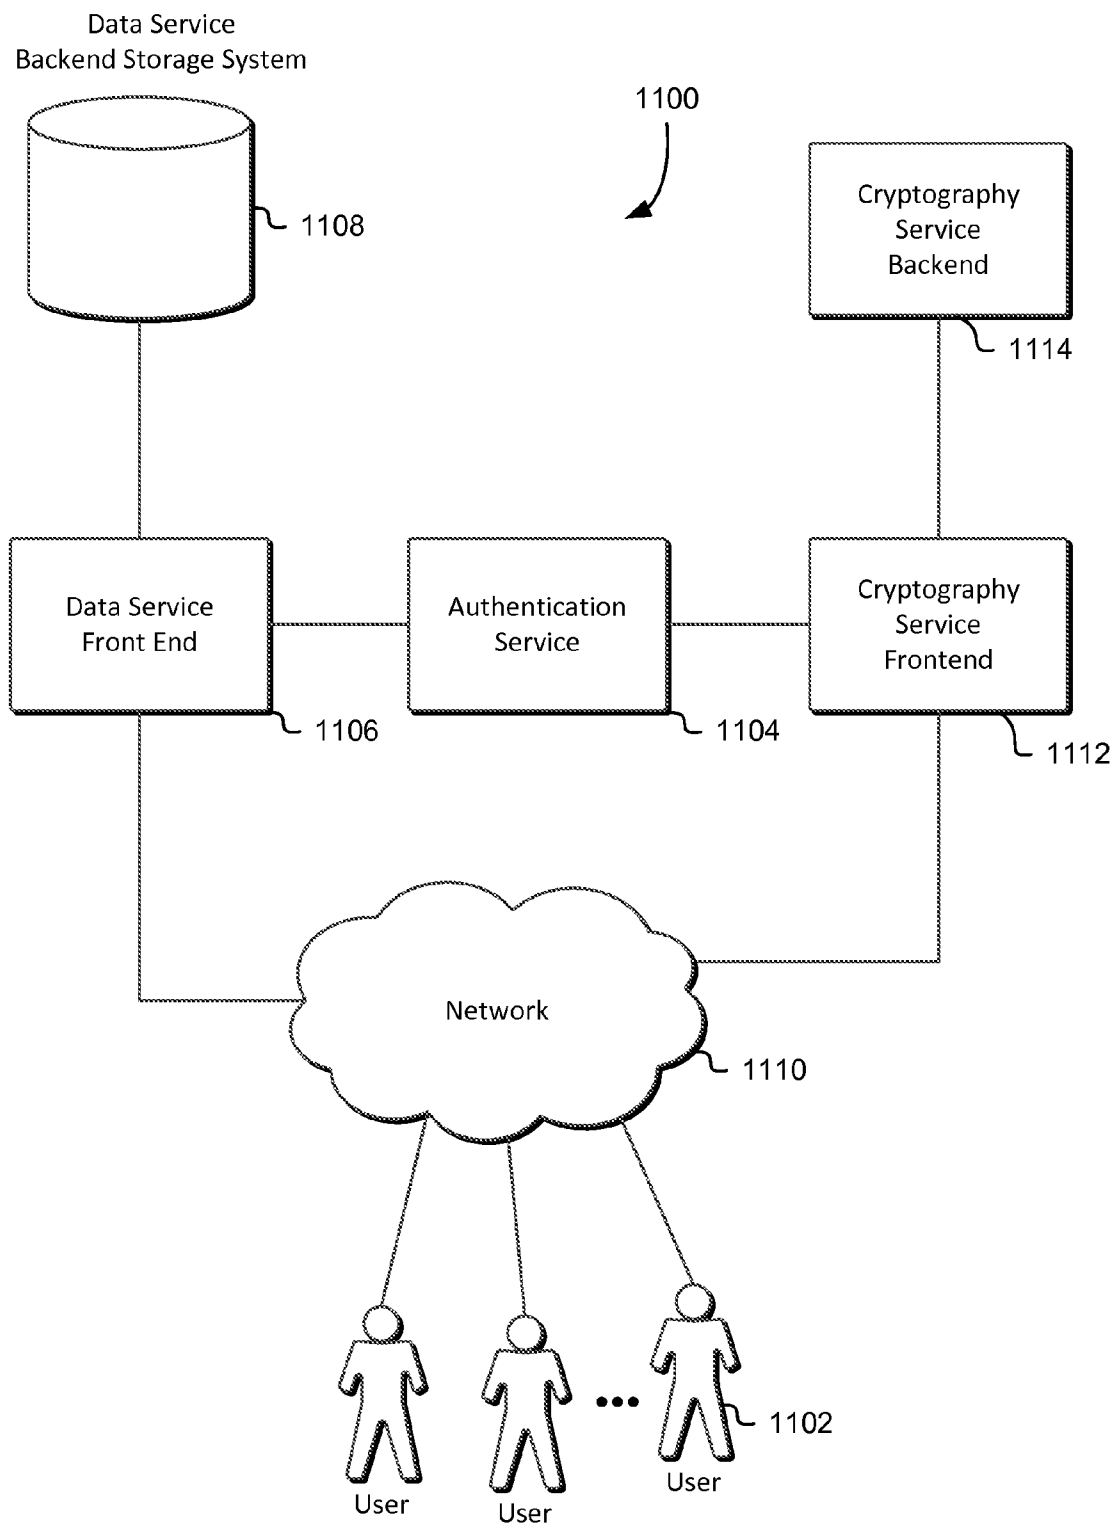 Data Service
Backend Storage System
1100
1108
Cryptography
Service
Backend
1114
Data Service
Front End
1106
Authentication
Service
1104
Cryptography
Service
Frontend
1112
Network
1110
1102
User
User
User